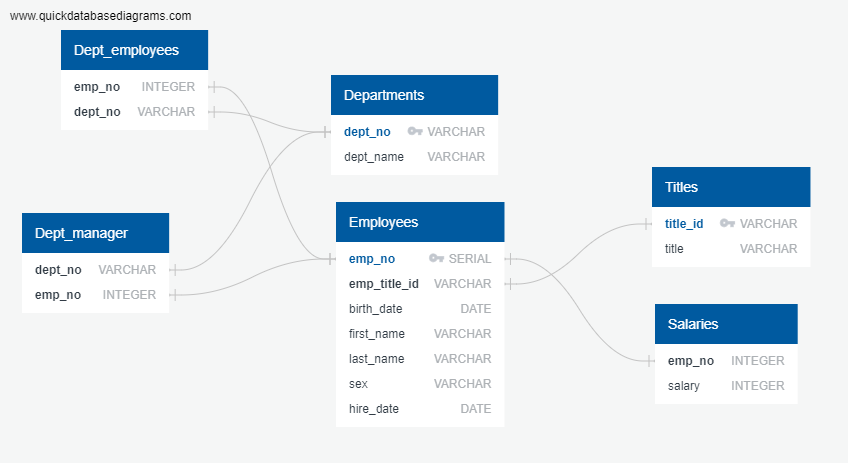 www.quickdatabasediagrams.com
Dept_employees
emp_no INTEGER
dept_no VARCHAR
Departments
dept_no VARCHAR
dept_name VARCHAR
Dept_manager
dept_no VARCHAR
emp_no INTEGER
Employees
emp_no SERIAL
emp_title_id VARCHAR
birth_date DATE
first_name VARCHAR
last_name VARCHAR
sex VARCHAR
hire_date DATE
Titles
title_id VARCHAR
title VARCHAR
Salaries
emp_no INTEGER
salary INTEGER